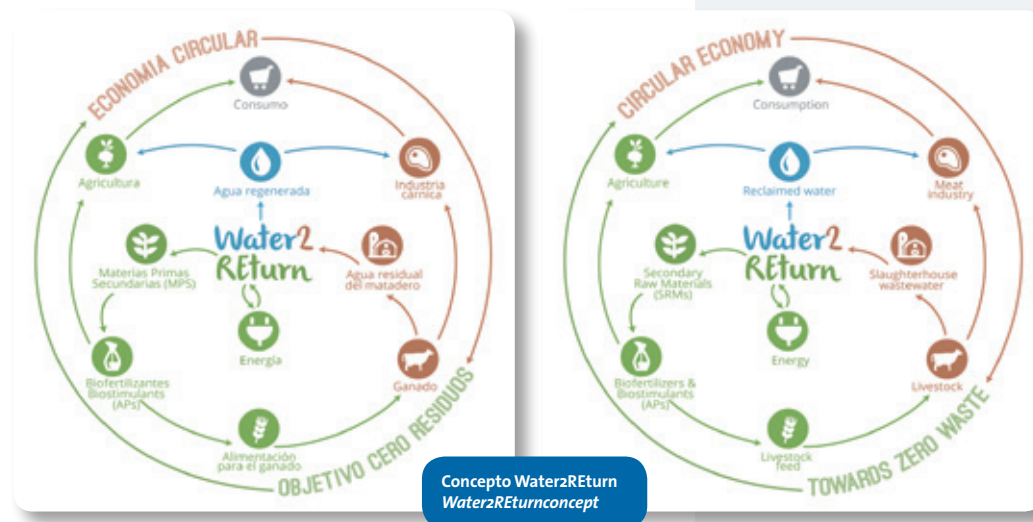 ECONOMIA CIRCULAR
Consumo
Agricultura
Agua regenerada
Industria
cárnica
Water2
REturn
Materias Primas
Secundarias (MPS)
Agua residual
del matadero
Energía
Biofertilizantes
Biostimulants
(APs)
Ganado
Alimentación
para el ganado
OBJETIVO CERO RESIDUOS
CIRCULAR ECONOMY
Consumption
Agriculture
Reclaimed water
Meat
industry
Water2
REturn
Secondary
Raw Materials
(SRMs)
Slaughterhouse
wastewater
Energy
Biofertilizers &
Biostimulants
(APs)
Livestock
Livestock
feed
TOWARDS ZERO WASTE
Concepto Water2REturn
Water2REturnconcept